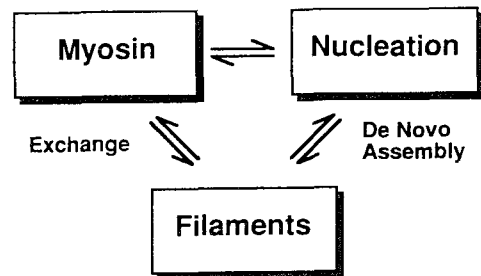 Myosin
Nucleation
Exchange
De Novo
Assembly
Filaments